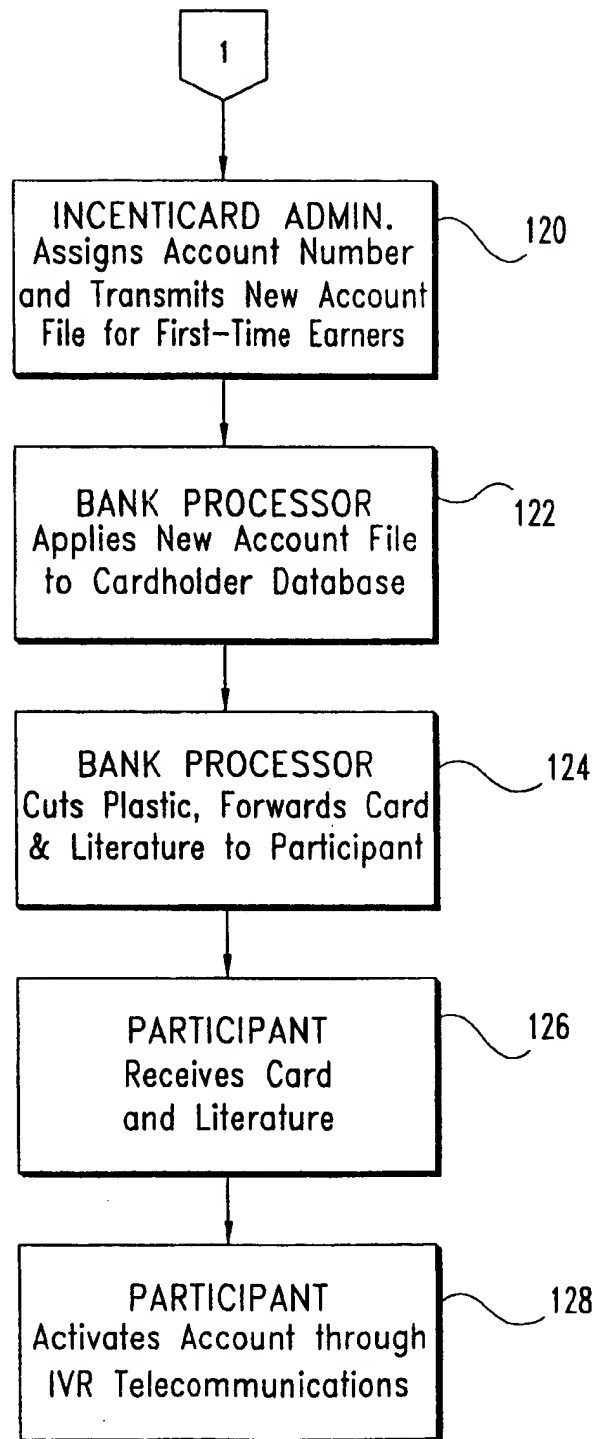 1
INCENTICARD ADMIN.
Assigns Account Number
and Transmits New Account
File for First-Time Earners
120
BANK PROCESSOR
Applies New Account File
to Cardholder Database
122
BANK PROCESSOR
Cuts Plastic, Forwards Card
& Literature to Participant
124
PARTICIPANT
Receives Card
and Literature
126
PARTICIPANT
Activates Account through
IVR Telecommunications
128